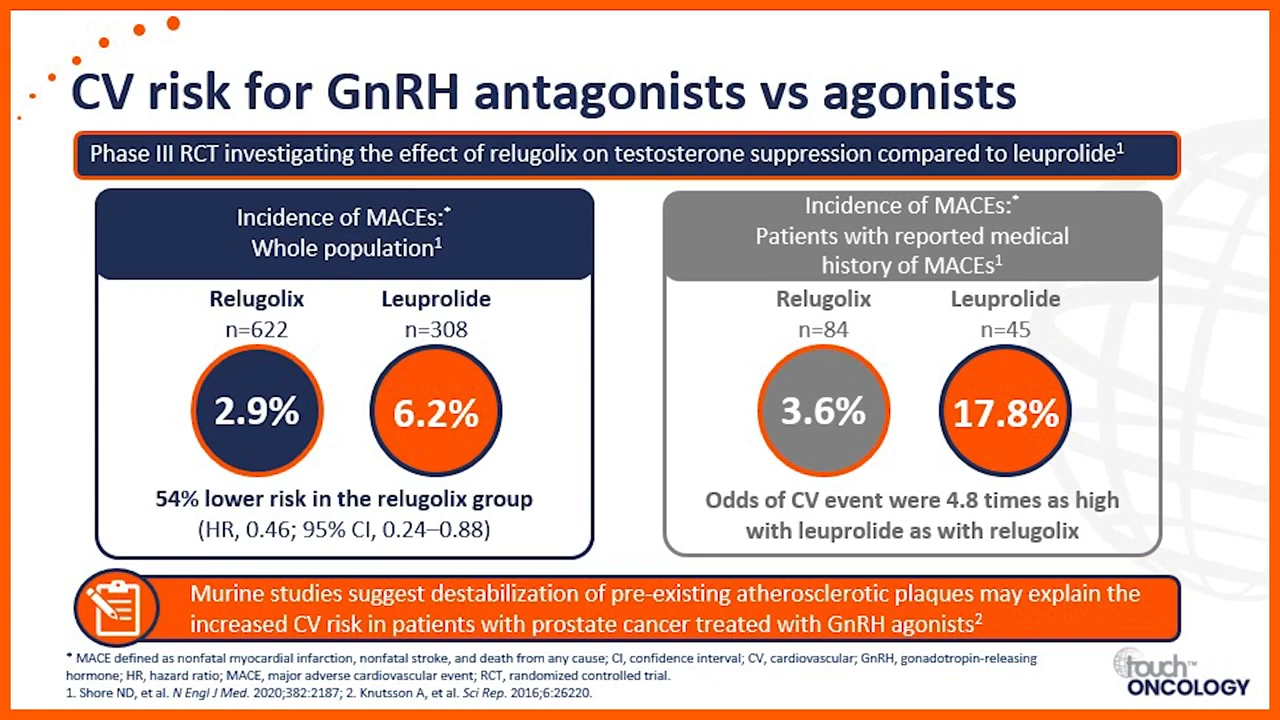 CV risk for GnRH antagonists vs agonists
Phase III RCT investigating the effect of relugolix on testosterone suppression compared to leuprolide¹
Incidence of MACEs:*
Whole population¹
Relugolix
n=622
Leuprolide
n=308
2.9%
6.2%
54% lower risk in the relugolix group
(HR, 0.46; 95% CI, 0.24–0.88)
Incidence of MACEs:*
Patients with reported medical
history of MACEs¹
Relugolix
n=84
Leuprolide
n=45
3.6%
17.8%
Odds of CV event were 4.8 times as high
with leuprolide as with relugolix
Murine studies suggest destabilization of pre-existing atherosclerotic plaques may explain the
increased CV risk in patients with prostate cancer treated with GnRH agonists²
* MACE defined as nonfatal myocardial infarction, nonfatal stroke, and death from any cause; CI, confidence interval; CV, cardiovascular; GnRH, gonadotropin-releasing
hormone; HR, hazard ratio; MACE, major adverse cardiovascular event; RCT, randomized controlled trial.
1. Shore ND, et al. N Engl J Med. 2020;382:2187; 2. Knutsson A, et al. Sci Rep. 2016;6:26220.
touch™
ONCOLOGY